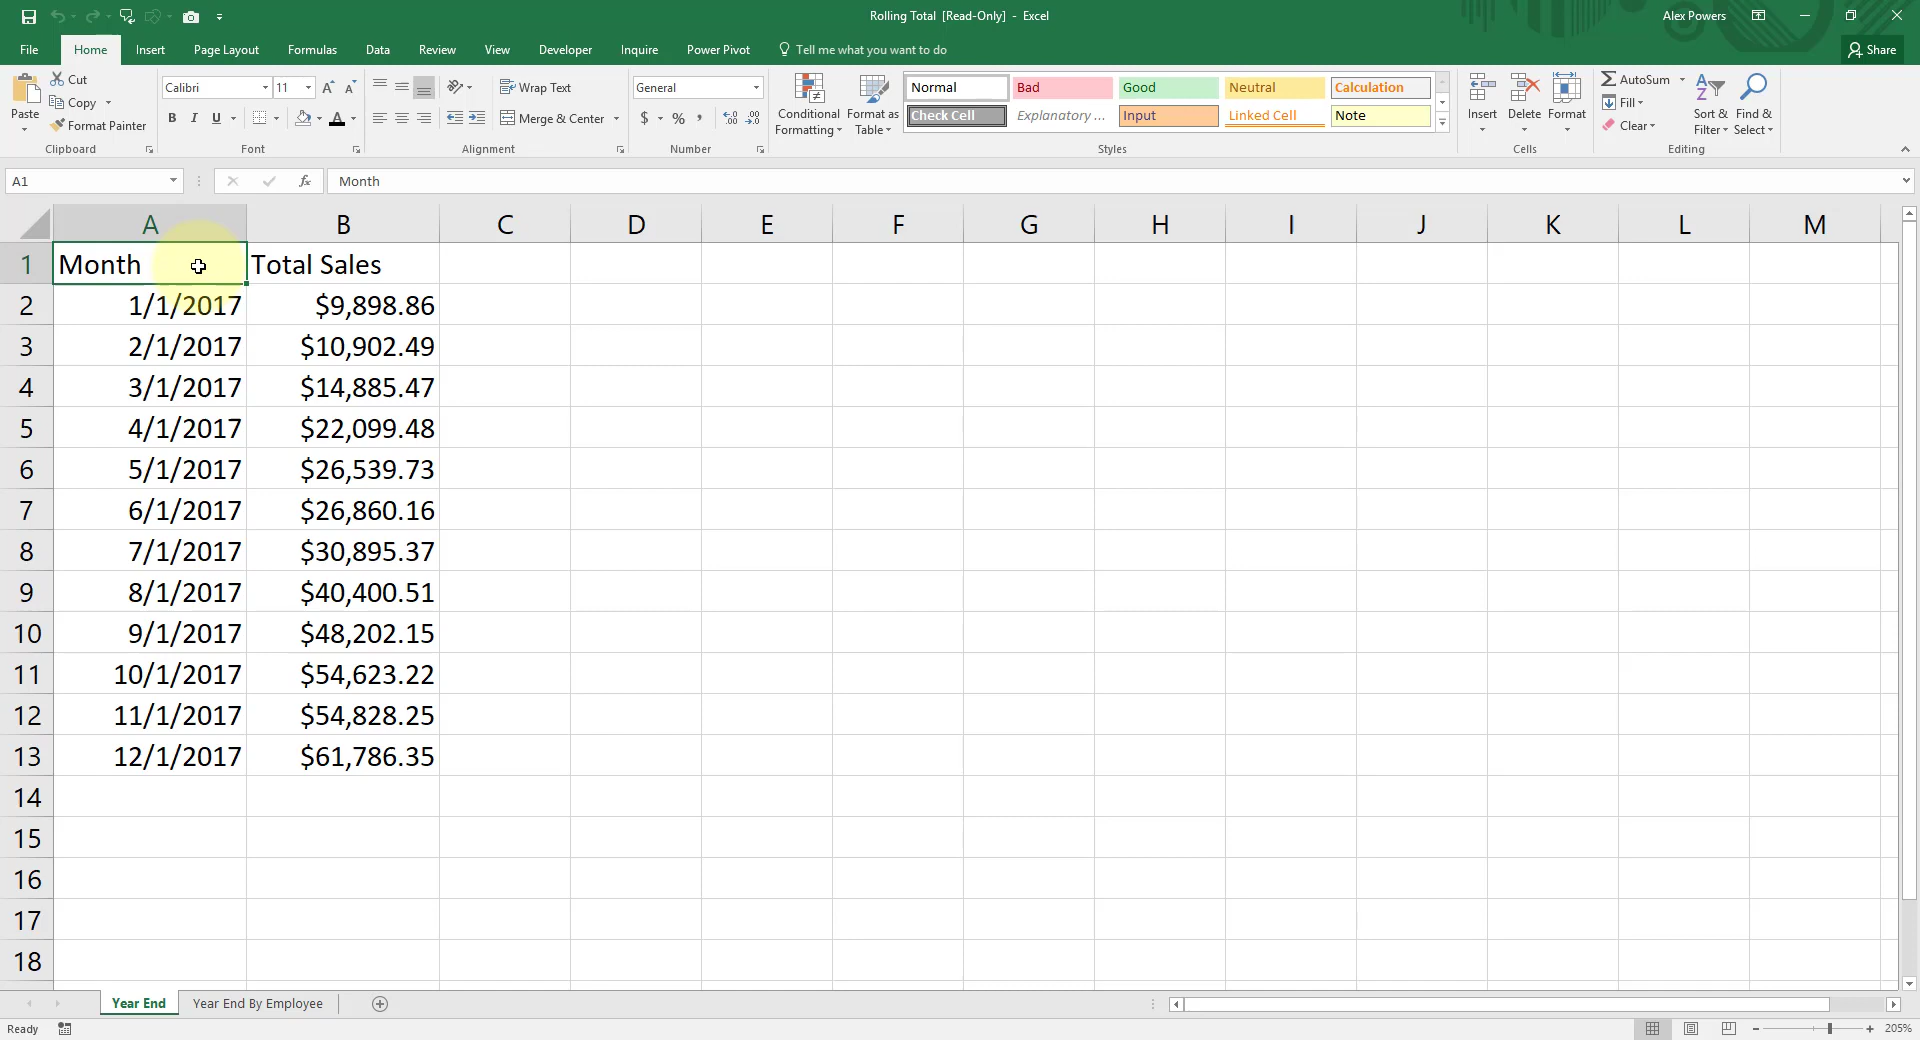 Rolling Total [Read-Only] - Excel
Alex Powers
File Home Insert Page Layout Formulas Data Review View Developer Inquire Power Pivot Tell me what you want to do Share
Paste
Cut
Copy
Format Painter
Clipboard
Calibri 11
B I U
Font
Wrap Text
Merge & Center
Alignment
General
$ % ,
Number
Conditional Formatting
Format as Table
Normal Bad Good Neutral Calculation
Check Cell Explanatory ... Input Linked Cell Note
Styles
Insert Delete Format
Cells
AutoSum
Fill
Clear
Sort & Filter
Find & Select
Editing
A1 fx Month
A B C D E F G H I J K L M
1 Month Total Sales
2 1/1/2017 $9,898.86
3 2/1/2017 $10,902.49
4 3/1/2017 $14,885.47
5 4/1/2017 $22,099.48
6 5/1/2017 $26,539.73
7 6/1/2017 $26,860.16
8 7/1/2017 $30,895.37
9 8/1/2017 $40,400.51
10 9/1/2017 $48,202.15
11 10/1/2017 $54,623.22
12 11/1/2017 $54,828.25
13 12/1/2017 $61,786.35
14
15
16
17
18
Year End Year End By Employee
Ready 205%